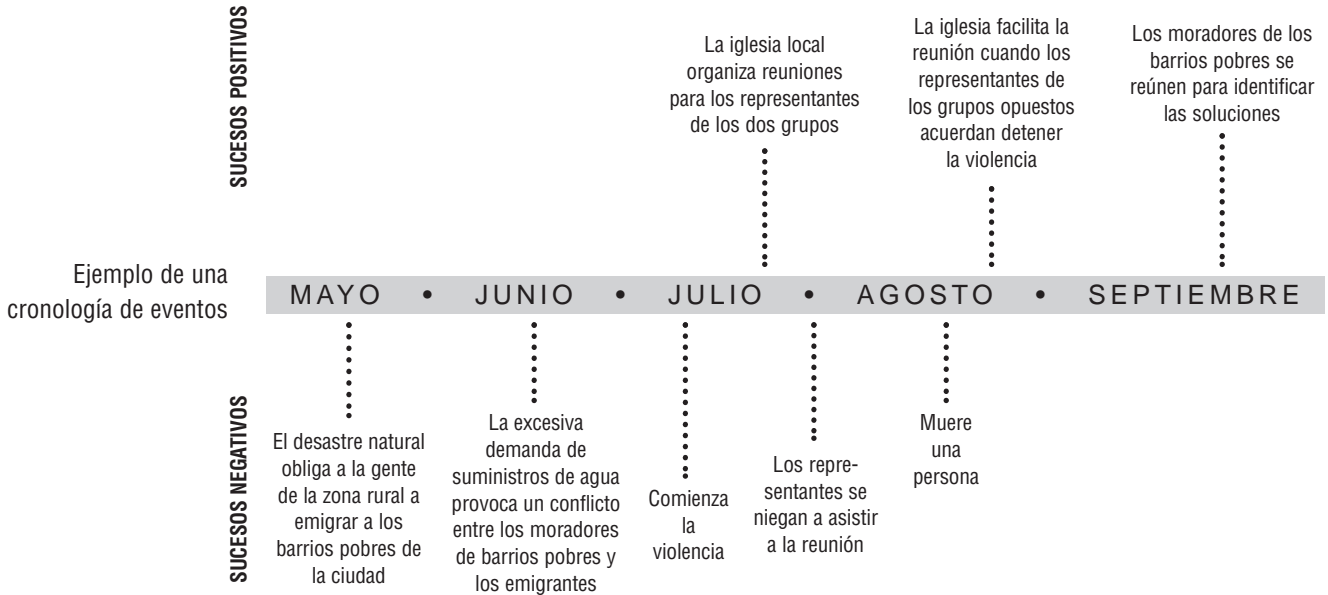 SUCESOS POSITIVOS
La iglesia local
organiza reuniones
para los representantes
de los dos grupos
La iglesia facilita la
reunión cuando los
representantes de
los grupos opuestos
acuerdan detener
la violencia
Los moradores de los
barrios pobres se
reúnen para identificar
las soluciones
Ejemplo de una
cronología de eventos
MAYO • JUNIO • JULIO • AGOSTO • SEPTIEMBRE
SUCESOS NEGATIVOS
El desastre natural
obliga a la gente
de la zona rural a
emigrar a los
barrios pobres de
la ciudad
La excesiva
demanda de
suministros de agua
provoca un conflicto
entre los moradores
de barrios pobres y
los emigrantes
Comienza
la
violencia
Los repre-
sentantes se
niegan a asistir
a la reunión
Muere
una
persona